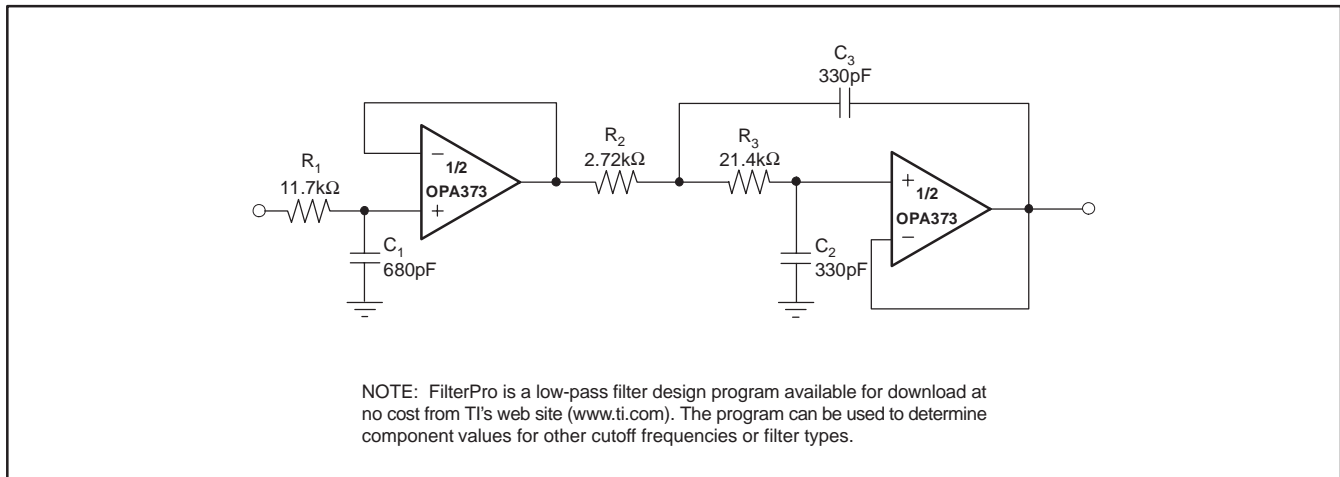 C3
330pF
R1
11.7kΩ
−
1/2
OPA373
+
C1
680pF
R2
2.72kΩ
R3
21.4kΩ
+
1/2
OPA373
−
C2
330pF
NOTE: FilterPro is a low-pass filter design program available for download at
no cost from TI's web site (www.ti.com). The program can be used to determine
component values for other cutoff frequencies or filter types.